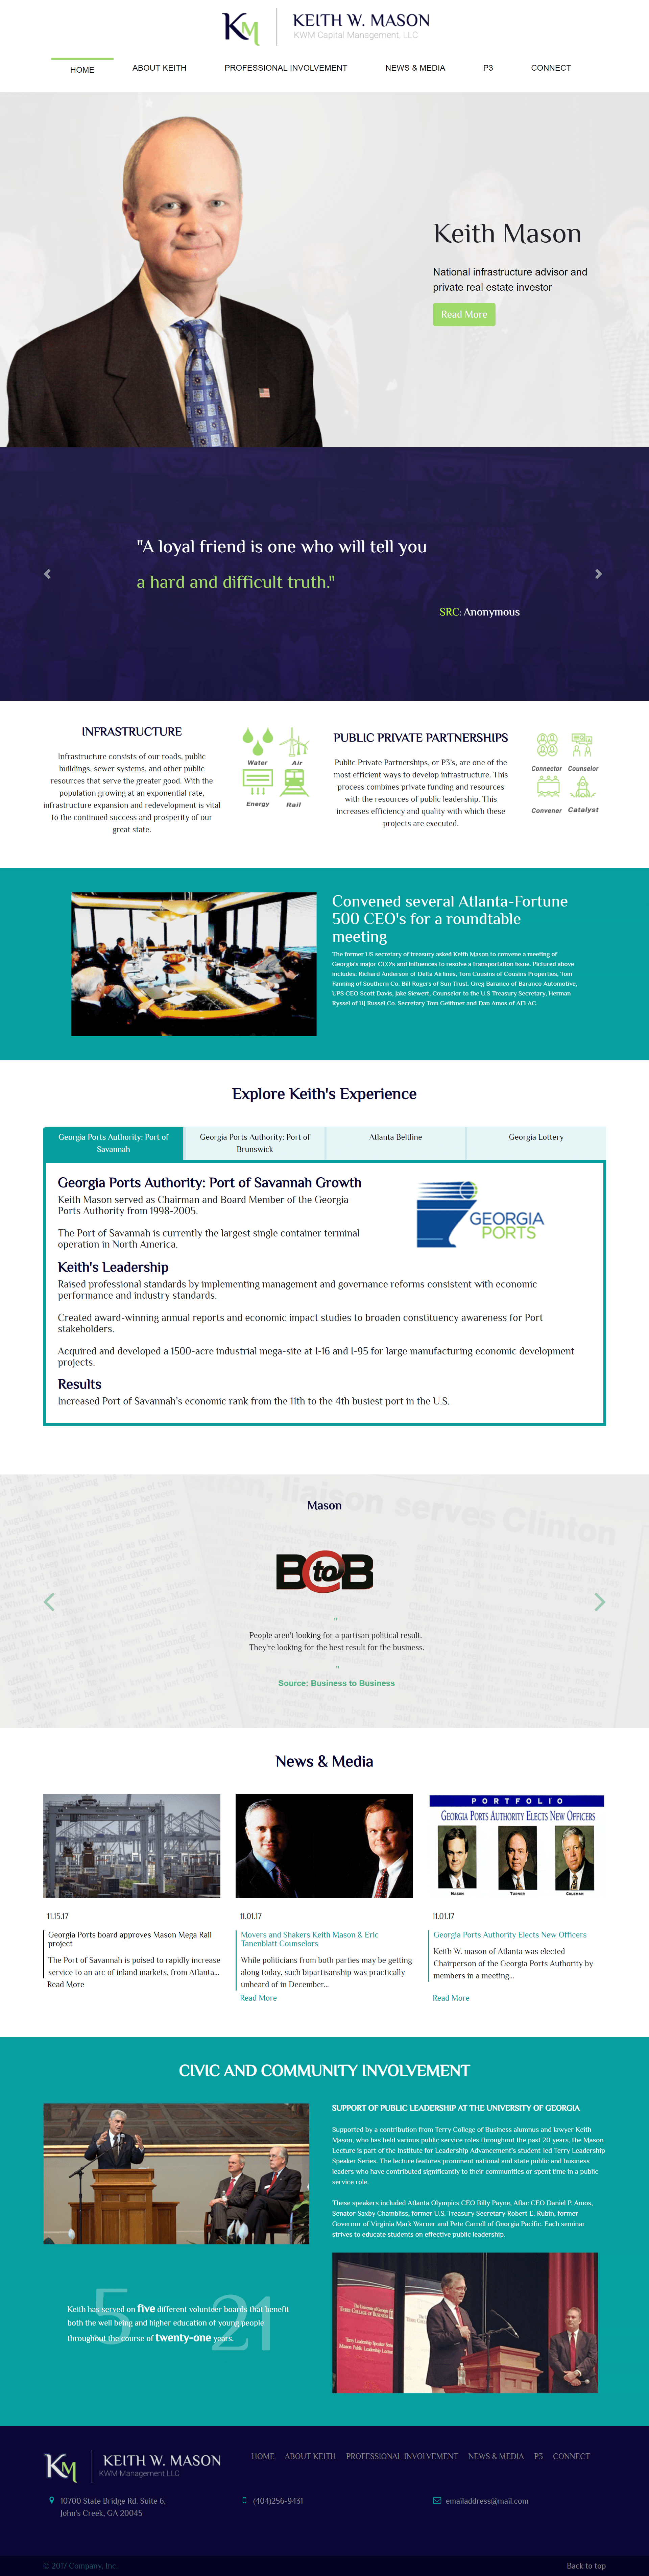 KM
KEITH W. MASON
KWM Capital Management, LLC
HOME
ABOUT KEITH
PROFESSIONAL INVOLVEMENT
NEWS & MEDIA
P3
CONNECT
Keith Mason
National infrastructure advisor and
private real estate investor
Read More
"A loyal friend is one who will tell you
a hard and difficult truth."
SRC: Anonymous
INFRASTRUCTURE
Infrastructure consists of our roads, public
buildings, sewer systems, and other public
resources that serve the greater good. With the
population growing at an exponential rate,
infrastructure expansion and redevelopment is vital
to the continued success and prosperity of our
great state.
Water
Air
Energy
Rail
PUBLIC PRIVATE PARTNERSHIPS
Public Private Partnerships, or P3's, are one of the
most efficient ways to develop infrastructure. This
process combines private funding and resources
with the resources of public leadership. This
increases efficiency and quality with which these
projects are executed.
Connector
Counselor
Convener
Catalyst
Convened several Atlanta-Fortune
500 CEO's for a roundtable
meeting
The former US secretary of treasury asked Keith Mason to convene a meeting of
Georgia's major CEO's and influences to resolve a transportation issue. Pictured above
includes: Richard Anderson of Delta Airlines, Tom Cousins of Cousins Properties, Tom
Fanning of Southern Co. Bill Rogers of Sun Trust. Greg Baranco of Baranco Automotive,
UPS CEO Scott Davis, Jake Siewert, Counselor to the U.S Treasury Secretary, Herman
Ryssel of HJ Russel Co. Secretary Tom Geithner and Dan Amos of AFLAC.
Explore Keith's Experience
Georgia Ports Authority: Port of
Savannah
Georgia Ports Authority: Port of
Brunswick
Atlanta Beltline
Georgia Lottery
Georgia Ports Authority: Port of Savannah Growth
Keith Mason served as Chairman and Board Member of the Georgia
Ports Authority from 1998-2005.
The Port of Savannah is currently the largest single container terminal
operation in North America.
GEORGIA
PORTS
Keith's Leadership
Raised professional standards by implementing management and governance reforms consistent with economic
performance and industry standards.
Created award-winning annual reports and economic impact studies to broaden constituency awareness for Port
stakeholders.
Acquired and developed a 1500-acre industrial mega-site at I-16 and I-95 for large manufacturing economic development
projects.
Results
Increased Port of Savannah's economic rank from the 11th to the 4th busiest port in the U.S.
liaison serves Clinton
Mason
BtoB
"
People aren't looking for a partisan political result.
They're looking for the best result for the business.
"
Source: Business to Business
News & Media
PORTFOLIO
GEORGIA PORTS AUTHORITY ELECTS NEW OFFICERS
MASON
TURNER
COLEMAN
11.15.17
Georgia Ports board approves Mason Mega Rail
project
The Port of Savannah is poised to rapidly increase
service to an arc of inland markets, from Atlanta...
Read More
11.01.17
Movers and Shakers Keith Mason & Eric
Tanenblatt Counselors
While politicians from both parties may be getting
along today, such bipartisanship was practically
unheard of in December...
Read More
11.01.17
Georgia Ports Authority Elects New Officers
Keith W. mason of Atlanta was elected
Chairperson of the Georgia Ports Authority by
members in a meeting...
Read More
CIVIC AND COMMUNITY INVOLVEMENT
SUPPORT OF PUBLIC LEADERSHIP AT THE UNIVERSITY OF GEORGIA
Supported by a contribution from Terry College of Business alumnus and lawyer Keith
Mason, who has held various public service roles throughout the past 20 years, the Mason
Lecture is part of the Institute for Leadership Advancement's student-led Terry Leadership
Speaker Series. The lecture features prominent national and state public and business
leaders who have contributed significantly to their communities or spent time in a public
service role.
These speakers included Atlanta Olympics CEO Billy Payne, Aflac CEO Daniel P. Amos,
Senator Saxby Chambliss, former U.S. Treasury Secretary Robert E. Rubin, former
Governor of Virginia Mark Warner and Pete Carrell of Georgia Pacific. Each seminar
strives to educate students on effective public leadership.
5
21
Keith has served on five different volunteer boards that benefit
both the well being and higher education of young people
throughout the course of twenty-one years.
KM
KEITH W. MASON
KWM Management LLC
HOME
ABOUT KEITH
PROFESSIONAL INVOLVEMENT
NEWS & MEDIA
P3
CONNECT
10700 State Bridge Rd. Suite 6,
John's Creek, GA 20045
(404)256-9431
emailaddress@mail.com
© 2017 Company, Inc.
Back to top